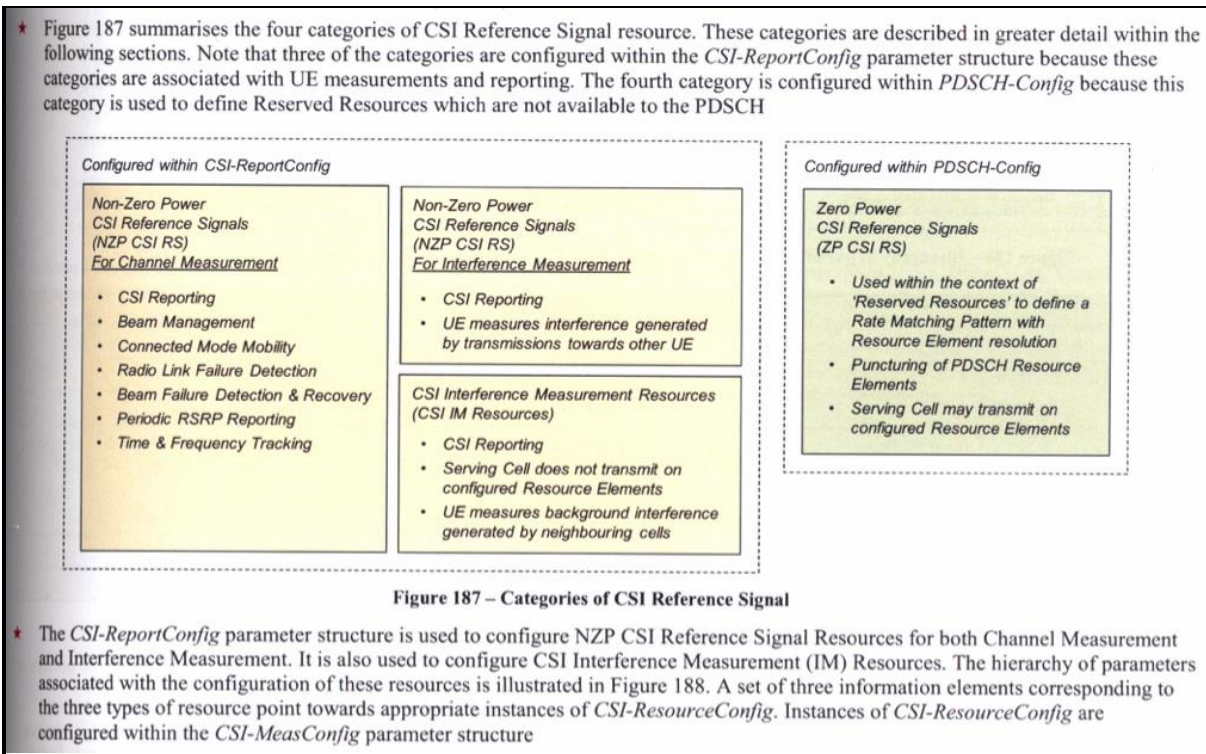 ★ Figure 187 summarises the four categories of CSI Reference Signal resource. These categories are described in greater detail within the
following sections. Note that three of the categories are configured within the CSI-ReportConfig parameter structure because these
categories are associated with UE measurements and reporting. The fourth category is configured within PDSCH-Config because this
category is used to define Reserved Resources which are not available to the PDSCH
Configured within CSI-ReportConfig
Non-Zero Power
CSI Reference Signals
(NZP CSI RS)
For Channel Measurement
• CSI Reporting
• Beam Management
• Connected Mode Mobility
• Radio Link Failure Detection
• Beam Failure Detection & Recovery
• Periodic RSRP Reporting
• Time & Frequency Tracking
Non-Zero Power
CSI Reference Signals
(NZP CSI RS)
For Interference Measurement
• CSI Reporting
• UE measures interference generated
by transmissions towards other UE
CSI Interference Measurement Resources
(CSI IM Resources)
• CSI Reporting
• Serving Cell does not transmit on
configured Resource Elements
• UE measures background interference
generated by neighbouring cells
Configured within PDSCH-Config
Zero Power
CSI Reference Signals
(ZP CSI RS)
• Used within the context of
'Reserved Resources' to define a
Rate Matching Pattern with
Resource Element resolution
• Puncturing of PDSCH Resource
Elements
• Serving Cell may transmit on
configured Resource Elements
Figure 187 – Categories of CSI Reference Signal
★ The CSI-ReportConfig parameter structure is used to configure NZP CSI Reference Signal Resources for both Channel Measurement
and Interference Measurement. It is also used to configure CSI Interference Measurement (IM) Resources. The hierarchy of parameters
associated with the configuration of these resources is illustrated in Figure 188. A set of three information elements corresponding to
the three types of resource point towards appropriate instances of CSI-ResourceConfig. Instances of CSI-ResourceConfig are
configured within the CSI-MeasConfig parameter structure